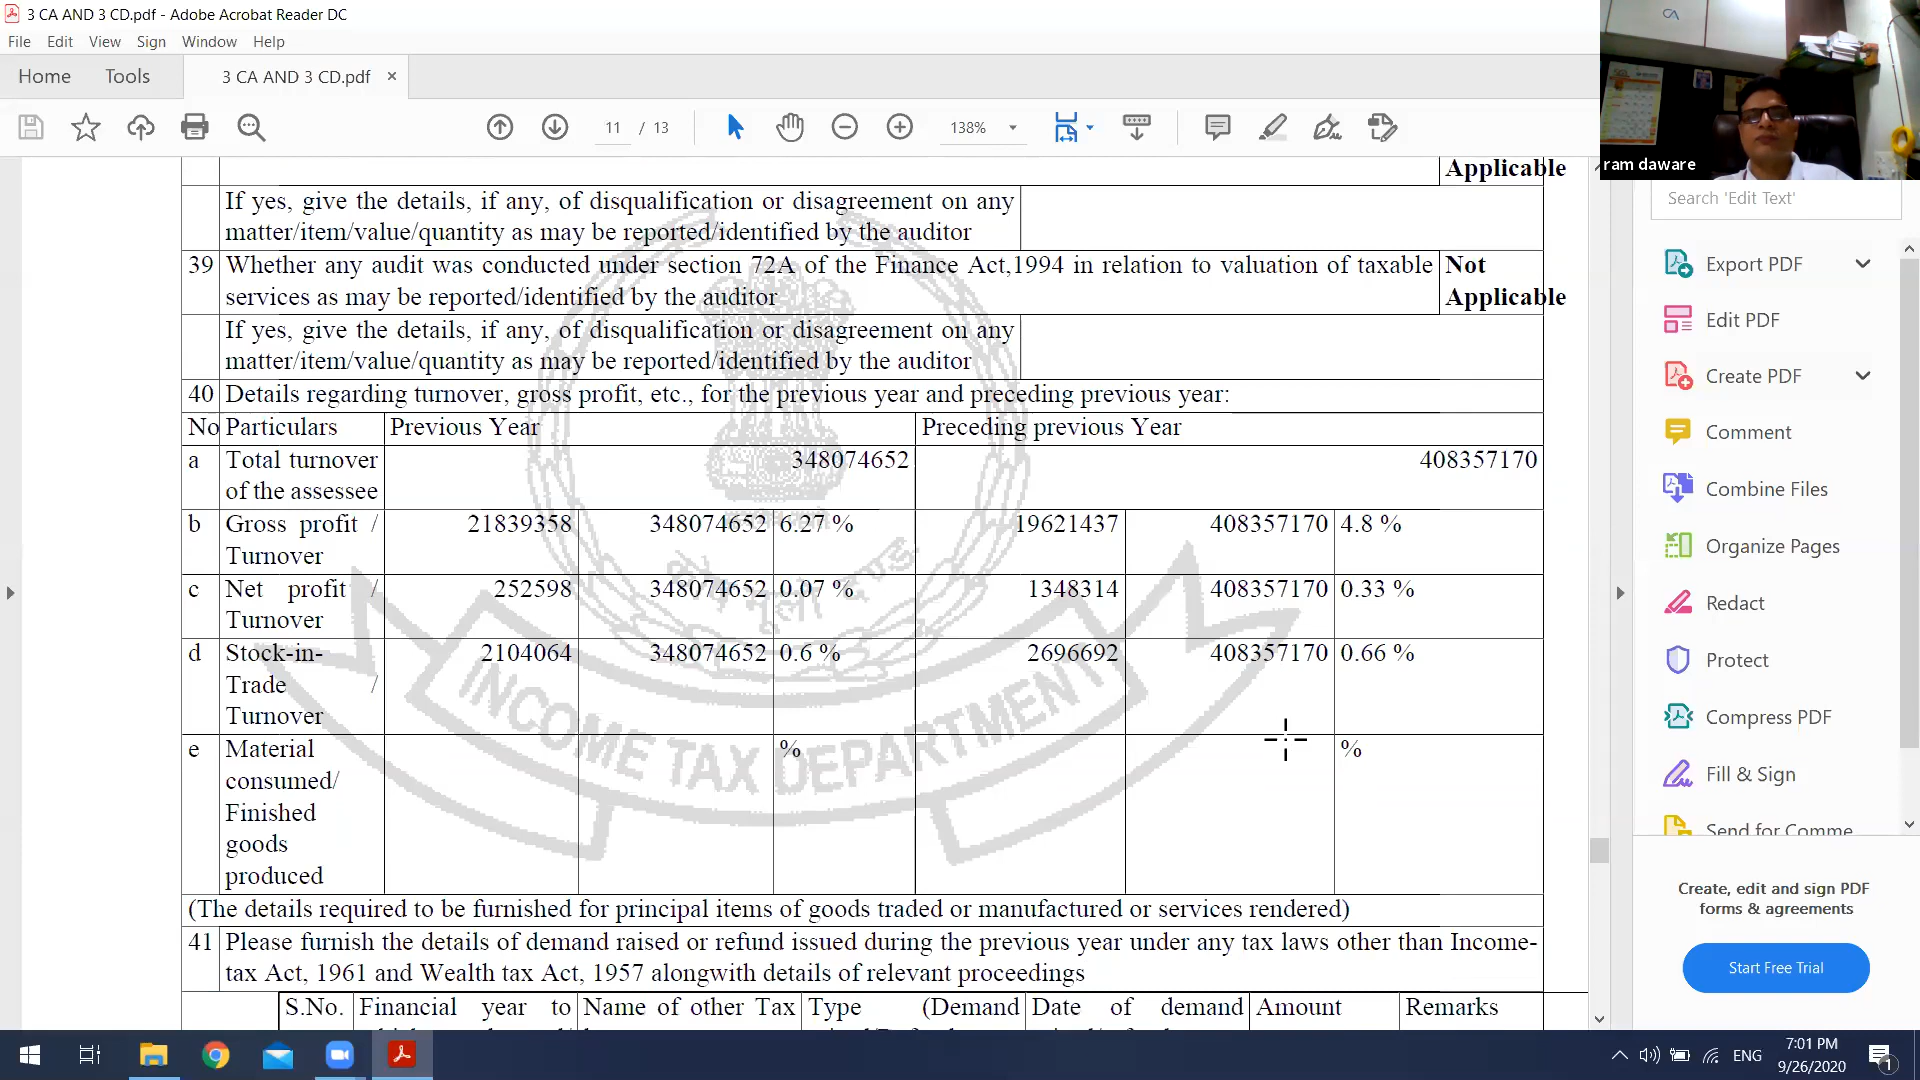 3 CA AND 3 CD.pdf - Adobe Acrobat Reader DC
File Edit View Sign Window Help
Home Tools 3 CA AND 3 CD.pdf ×
11 / 13 138%
CA
ram daware
Applicable
If yes, give the details, if any, of disqualification or disagreement on any
matter/item/value/quantity as may be reported/identified by the auditor
39 Whether any audit was conducted under section 72A of the Finance Act,1994 in relation to valuation of taxable Not
services as may be reported/identified by the auditor Applicable
If yes, give the details, if any, of disqualification or disagreement on any
matter/item/value/quantity as may be reported/identified by the auditor
40 Details regarding turnover, gross profit, etc., for the previous year and preceding previous year:
No Particulars Previous Year Preceding previous Year
a Total turnover 348074652 408357170
of the assessee
b Gross profit / 21839358 348074652 6.27 % 19621437 408357170 4.8 %
Turnover
c Net profit / 252598 348074652 0.07 % 1348314 408357170 0.33 %
Turnover
d Stock-in- 2104064 348074652 0.6 % 2696692 408357170 0.66 %
Trade /
Turnover
e Material % %
consumed/
Finished
goods
produced
INCOME TAX DEPARTMENT
(The details required to be furnished for principal items of goods traded or manufactured or services rendered)
41 Please furnish the details of demand raised or refund issued during the previous year under any tax laws other than Income-
tax Act, 1961 and Wealth tax Act, 1957 alongwith details of relevant proceedings
S.No. Financial year to Name of other Tax Type (Demand Date of demand Amount Remarks
Search 'Edit Text'
Export PDF
Edit PDF
Create PDF
Comment
Combine Files
Organize Pages
Redact
Protect
Compress PDF
Fill & Sign
Send for Comme
Create, edit and sign PDF
forms & agreements
Start Free Trial
ENG
7:01 PM
9/26/2020
1